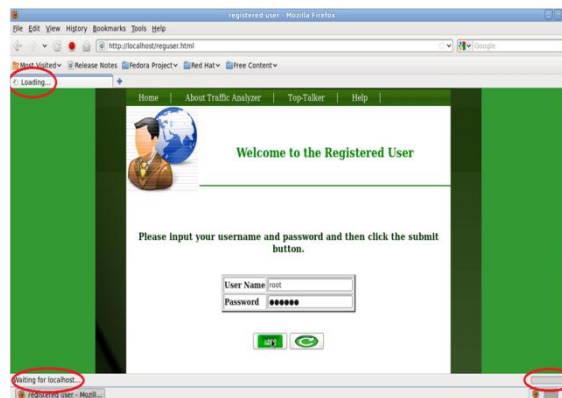 registered user - Mozilla Firefox
File Edit View History Bookmarks Tools Help
http://localhost/reguser.html
Google
Most Visited Release Notes Fedora Project Red Hat Free Content
Loading...
Home | About Traffic Analyzer | Top-Talker | Help |
Welcome to the Registered User
Please input your username and password and then click the submit
button.
User Name root
Password ●●●●●●
Waiting for localhost...
registered user - Mozill...